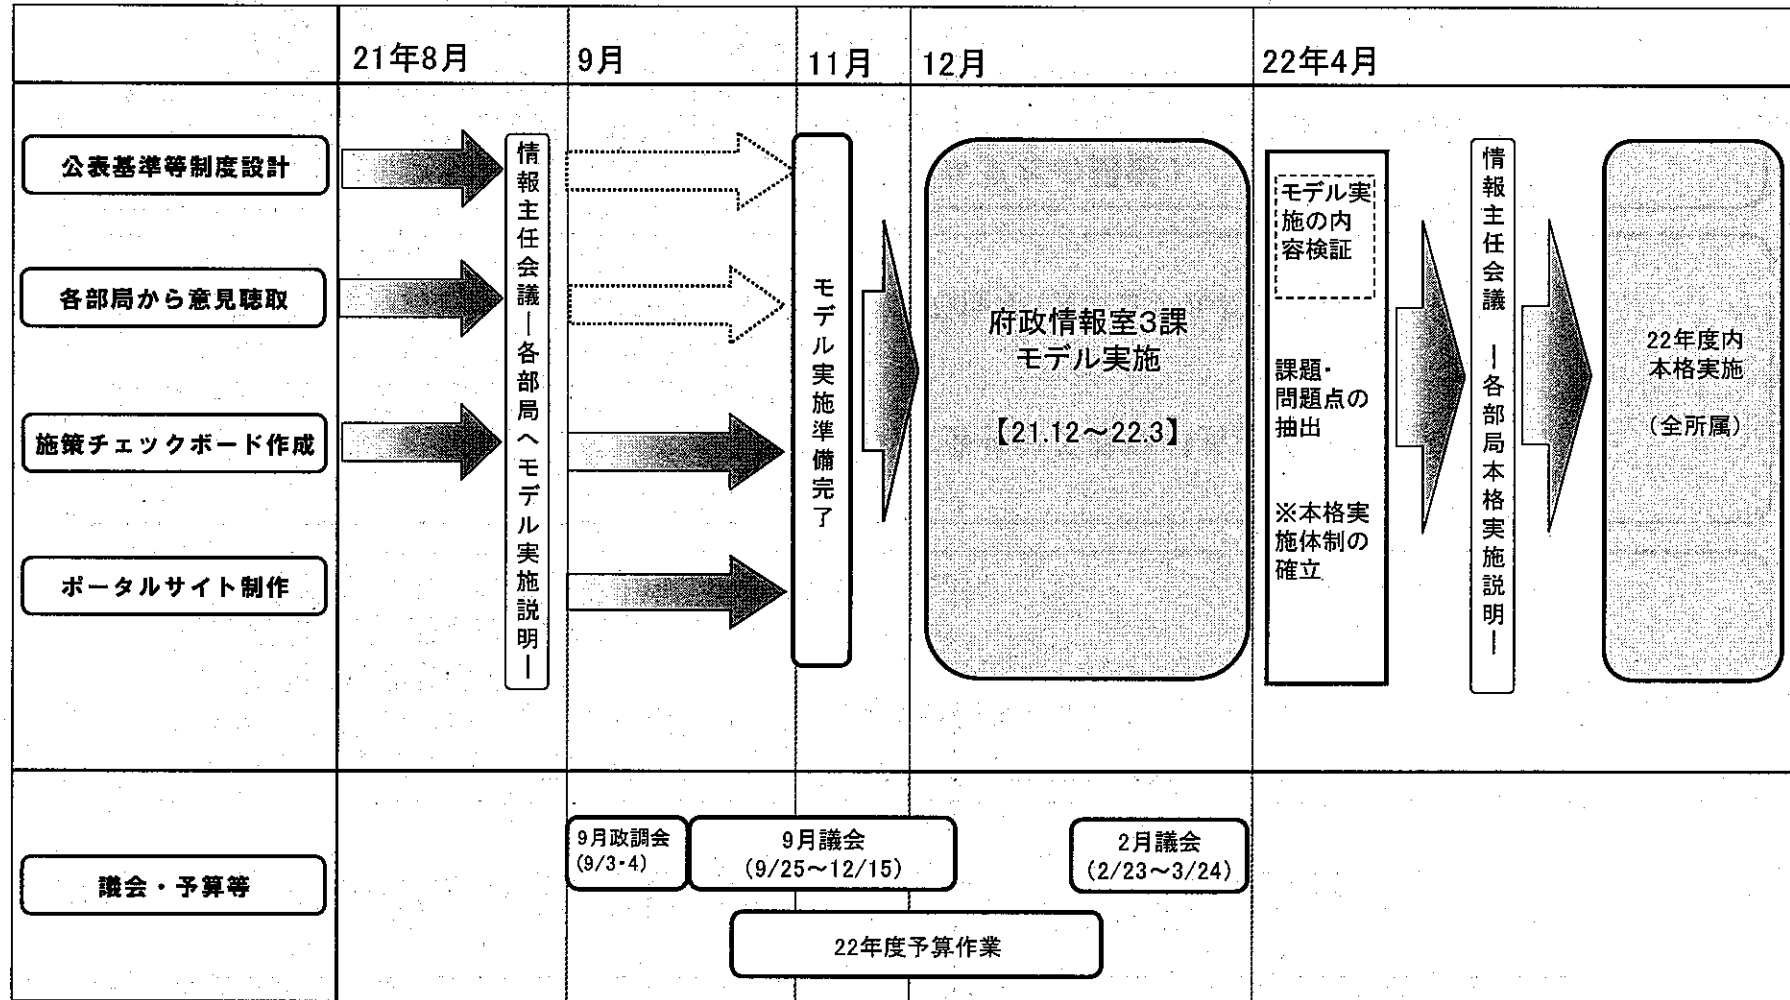 21年8月
9月
11月
12月
22年4月
公表基準等制度設計
各部局から意見聴取
施策チェックボード作成
ポータルサイト制作
情報主任会議ー各部局へモデル実施説明ー
モデル実施準備完了
府政情報室3課
モデル実施
【21.12～22.3】
モデル実
施の内
容検証
課題・
問題点の
抽出
※本格実
施体制の
確立
情報主任会議 ー各部局本格実施説明ー
22年度内
本格実施
（全所属）
議会・予算等
9月政調会
(9/3・4)
9月議会
(9/25～12/15)
2月議会
(2/23～3/24)
22年度予算作業